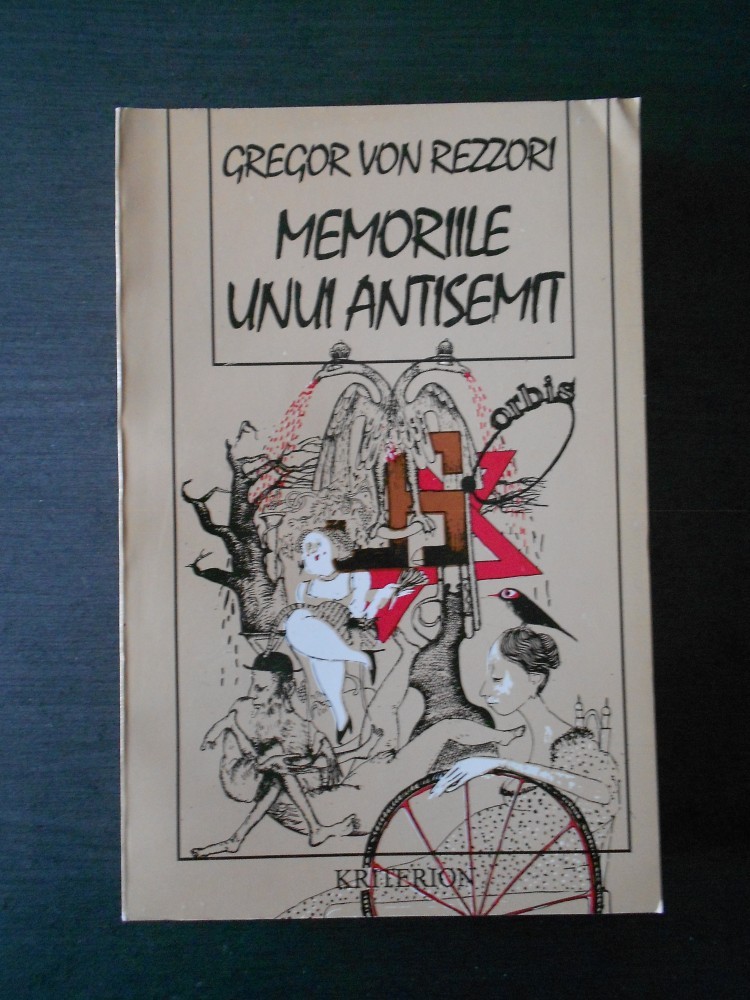 GREGOR VON REZZORI
MEMORIILE
UNUI ANTISEMIT
orbis
KRITERION